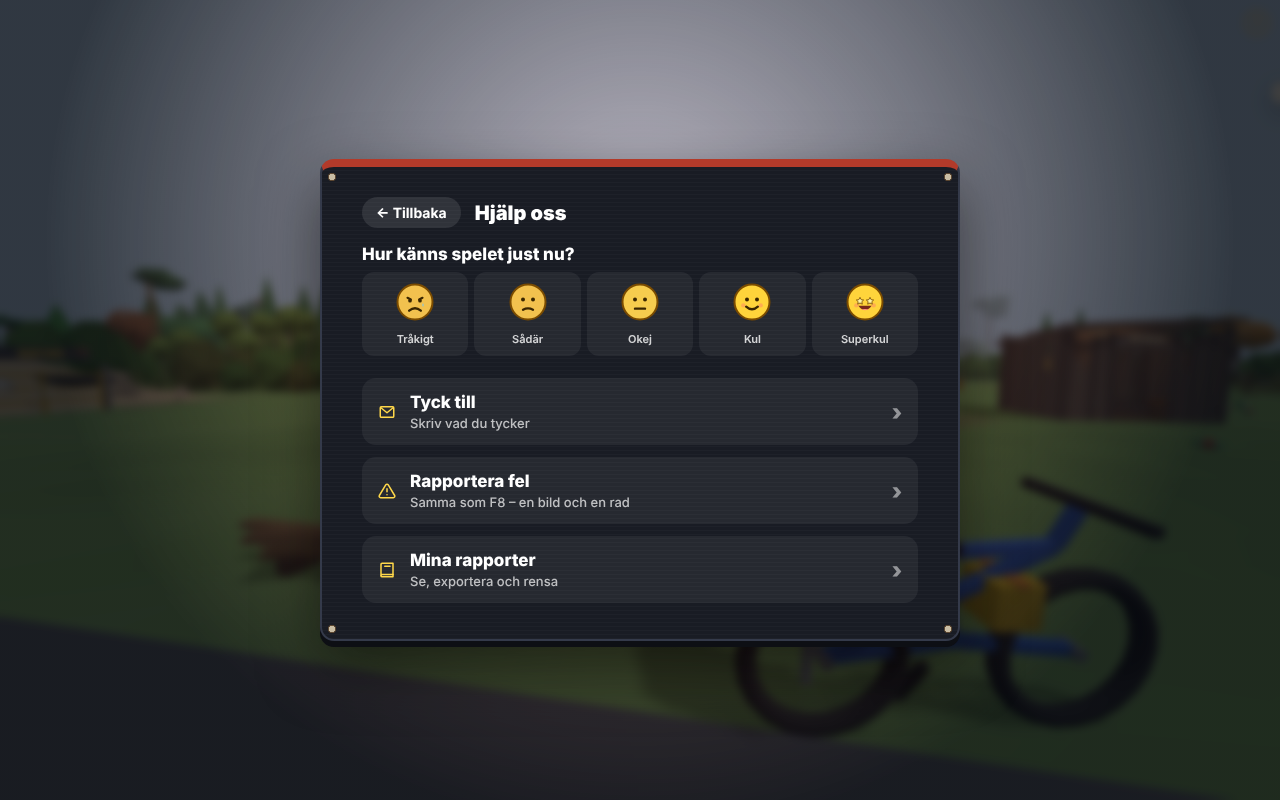 ← Tillbaka
Hjälp oss
Hur känns spelet just nu?
Tråkigt
Sådär
Okej
Kul
Superkul
Tyck till
Skriv vad du tycker
Rapportera fel
Samma som F8 – en bild och en rad
Mina rapporter
Se, exportera och rensa